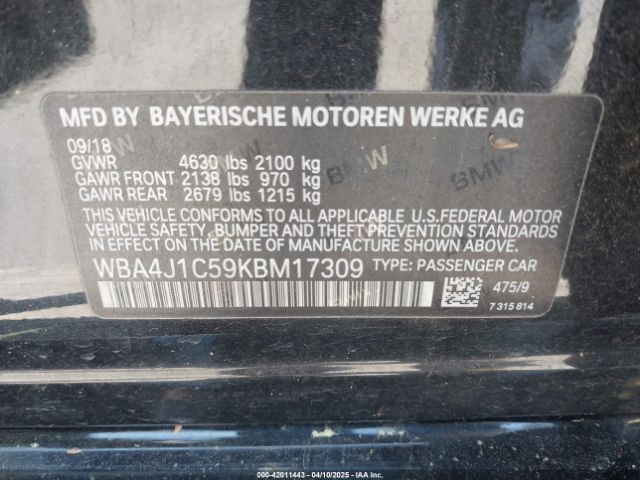 MFD BY BAYERISCHE MOTOREN WERKE AG
09/18
GVWR 4630 lbs 2100 kg
GAWR FRONT 2138 lbs 970 kg
GAWR REAR 2679 lbs 1215 kg
THIS VEHICLE CONFORMS TO ALL APPLICABLE U.S.FEDERAL MOTOR
VEHICLE SAFETY, BUMPER AND THEFT PREVENTION STANDARDS
IN EFFECT ON THE DATE OF MANUFACTURE SHOWN ABOVE.
WBA4J1C59KBM17309 TYPE: PASSENGER CAR
475/9
7 315 814
BMW
BMW
000-42011443 - 04/10/2025 - IAA Inc.